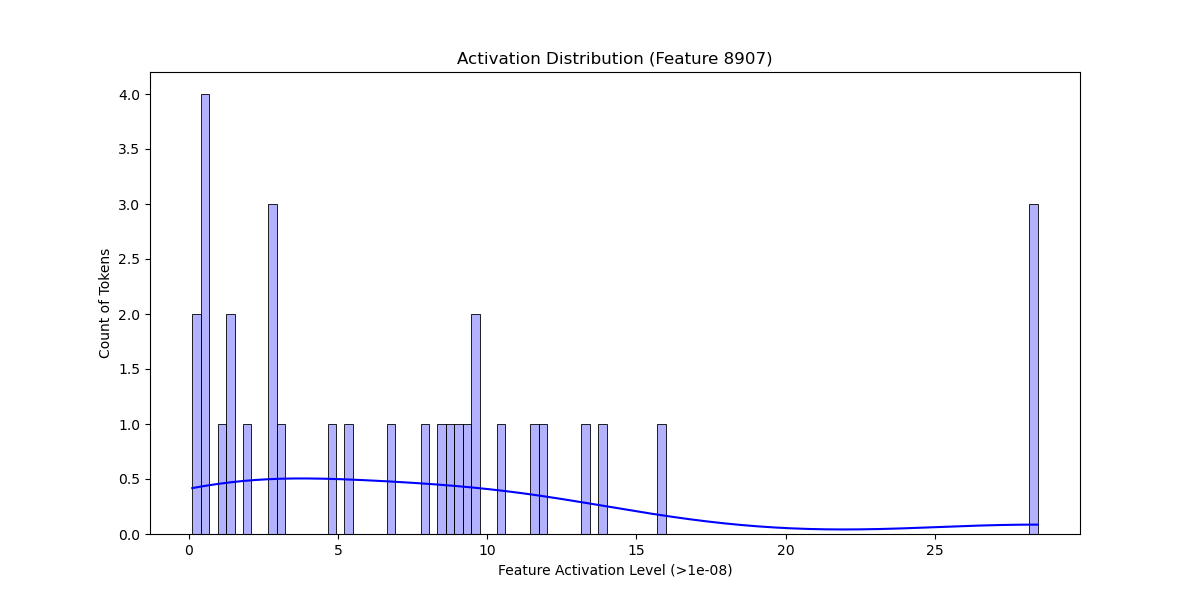 Activation Distribution (Feature 8907)
4.0
3.5
3.0
2.5
2.0
1.5
1.0
0.5
0.0
Count of Tokens
0 5 10 15 20 25
Feature Activation Level (>1e-08)